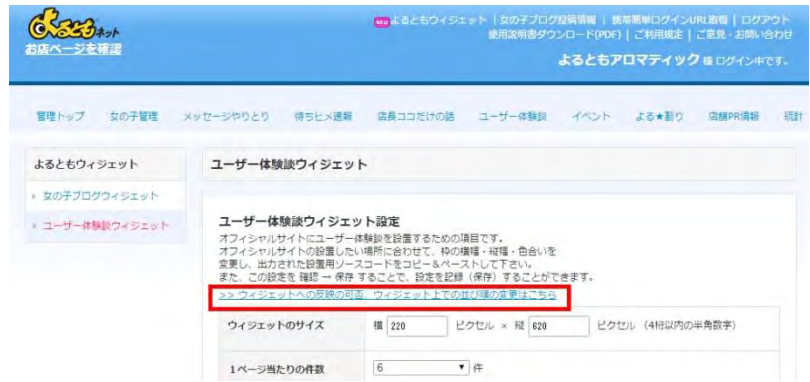 よるともネット
お店ページを確認
NEW よるともウィジェット | 女の子ブログ投稿情報 | 携帯簡単ログインURL取得 | ログアウト
使用説明書ダウンロード(PDF) | ご利用規定 | ご意見・お問い合わせ
よるともアロマティック 様 ログイン中です。
管理トップ 女の子管理 メッセージやりとり 待ちヒメ速報 店長ココだけの話 ユーザー体験談 イベント よる★割り 店舗PR情報 統計
よるともウィジェット
女の子ブログウィジェット
ユーザー体験談ウィジェット
ユーザー体験談ウィジェット
ユーザー体験談ウィジェット設定
オフィシャルサイトにユーザー体験談を設置するための項目です。
オフィシャルサイトの設置したい場所に合わせて、枠の横幅・縦幅・色合いを
変更し、出力された設置用ソースコードをコピー&ペーストして下さい。
また、この設定を 確認 → 保存 することで、設定を記録（保存）することができます。
>> ウィジェットへの反映の可否、ウィジェット上での並び順の変更はこちら
ウィジェットのサイズ 横 220 ピクセル × 縦 620 ピクセル （4桁以内の半角数字）
1ページ当たりの件数 6 件